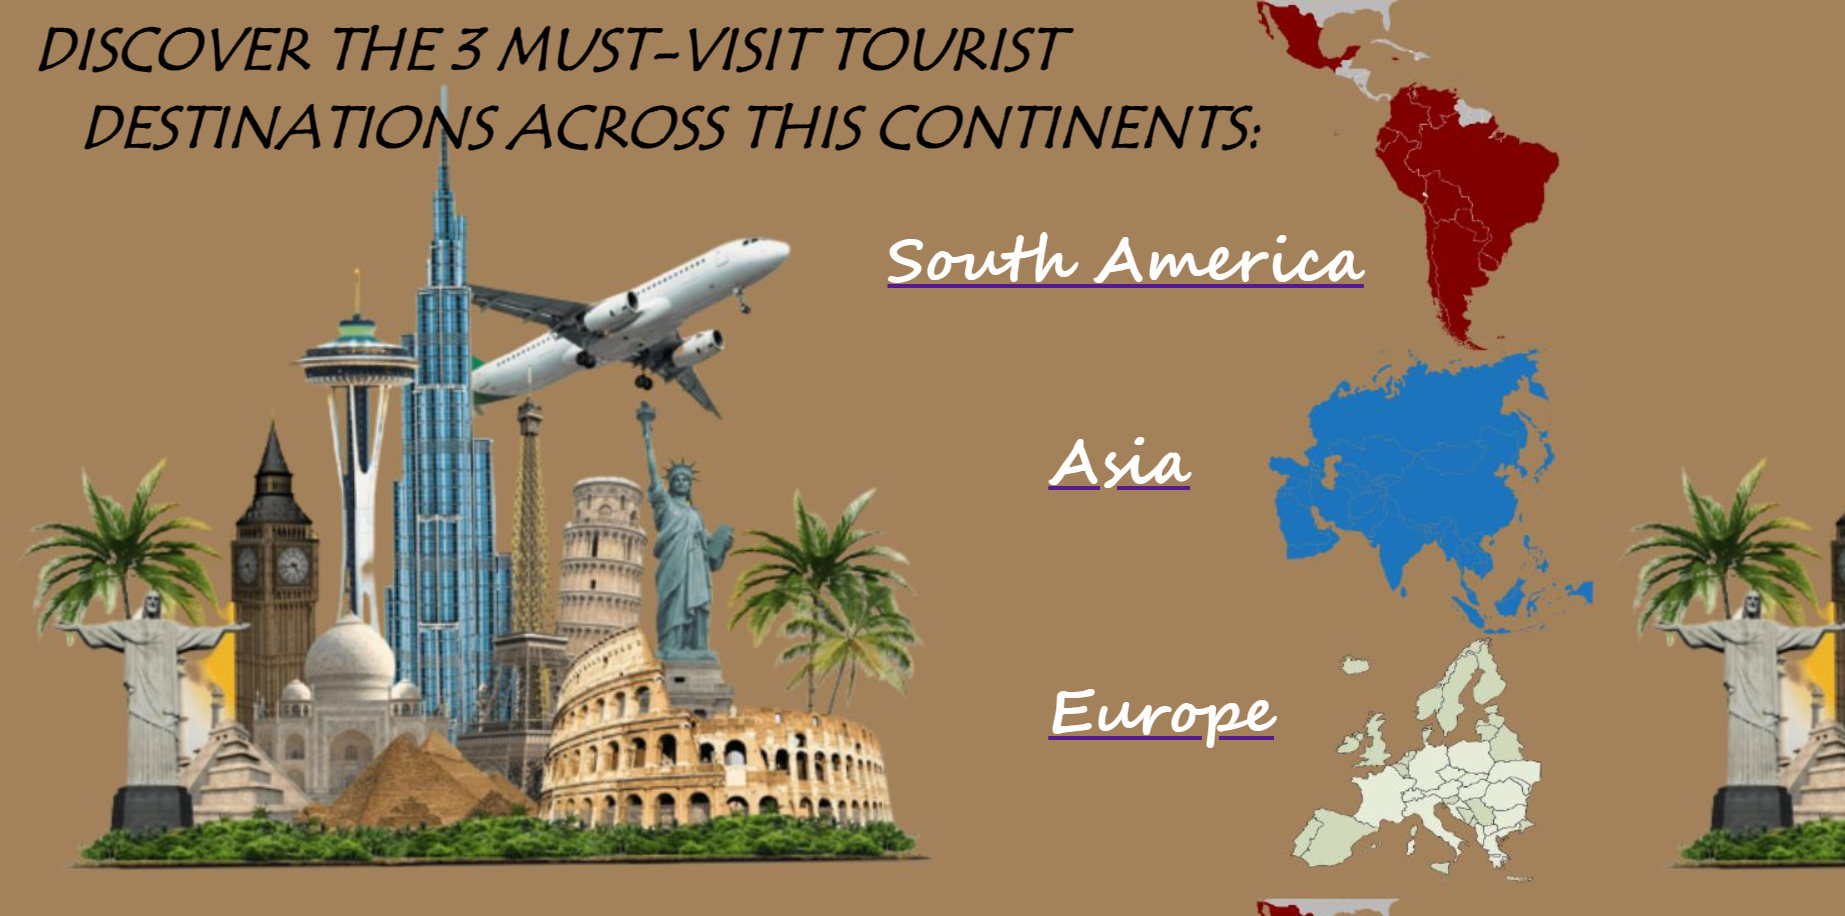 DISCOVER THE 3 MUST-VISIT TOURIST
DESTINATIONS ACROSS THIS CONTINENTS:
South America
Asia
Europe